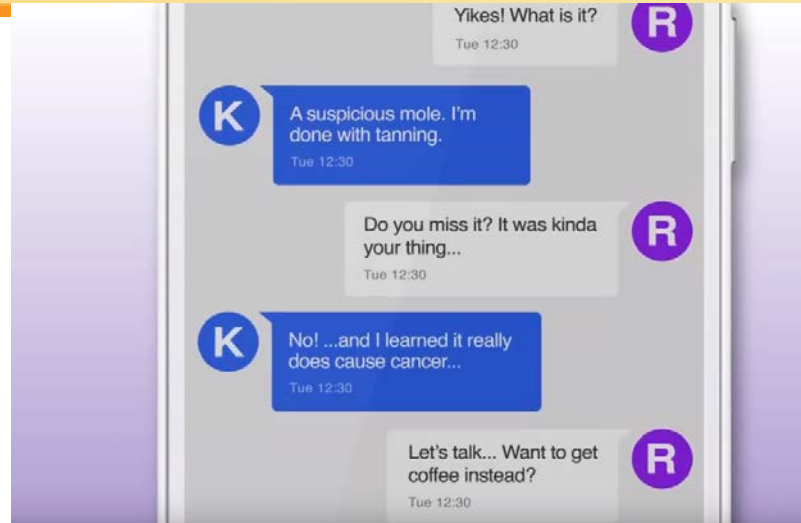 Yikes! What is it?
R
Tue 12:30
K
A suspicious mole. I'm
done with tanning.
Tue 12:30
Do you miss it? It was kinda
your thing...
R
Tue 12:30
K
No! ...and I learned it really
does cause cancer...
Tue 12:30
Let's talk... Want to get
coffee instead?
R
Tue 12:30